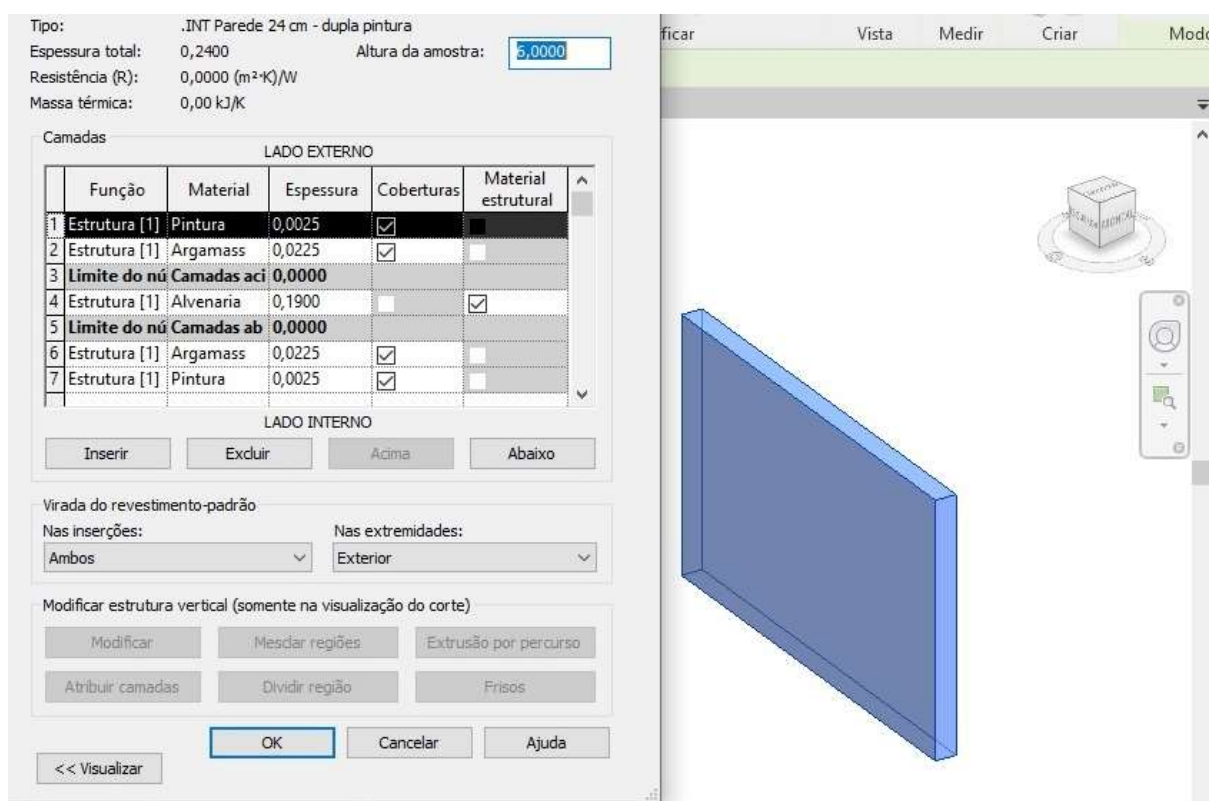 Tipo: .INT Parede 24 cm - dupla pintura
Espessura total: 0,2400 Altura da amostra: 6,0000
Resistência (R): 0,0000 (m²·K)/W
Massa térmica: 0,00 kJ/K
Camadas
LADO EXTERNO
Função Material Espessura Coberturas Material estrutural
1 Estrutura [1] Pintura 0,0025
2 Estrutura [1] Argamass 0,0225
3 Limite do nú Camadas aci 0,0000
4 Estrutura [1] Alvenaria 0,1900
5 Limite do nú Camadas ab 0,0000
6 Estrutura [1] Argamass 0,0225
7 Estrutura [1] Pintura 0,0025
LADO INTERNO
Inserir Excluir Acima Abaixo
Virada do revestimento-padrão
Nas inserções: Nas extremidades:
Ambos Exterior
Modificar estrutura vertical (somente na visualização do corte)
Modificar Mesclar regiões Extrusão por percurso
Atribuir camadas Dividir região Frisos
OK Cancelar Ajuda
<< Visualizar
ficar Vista Medir Criar Modo